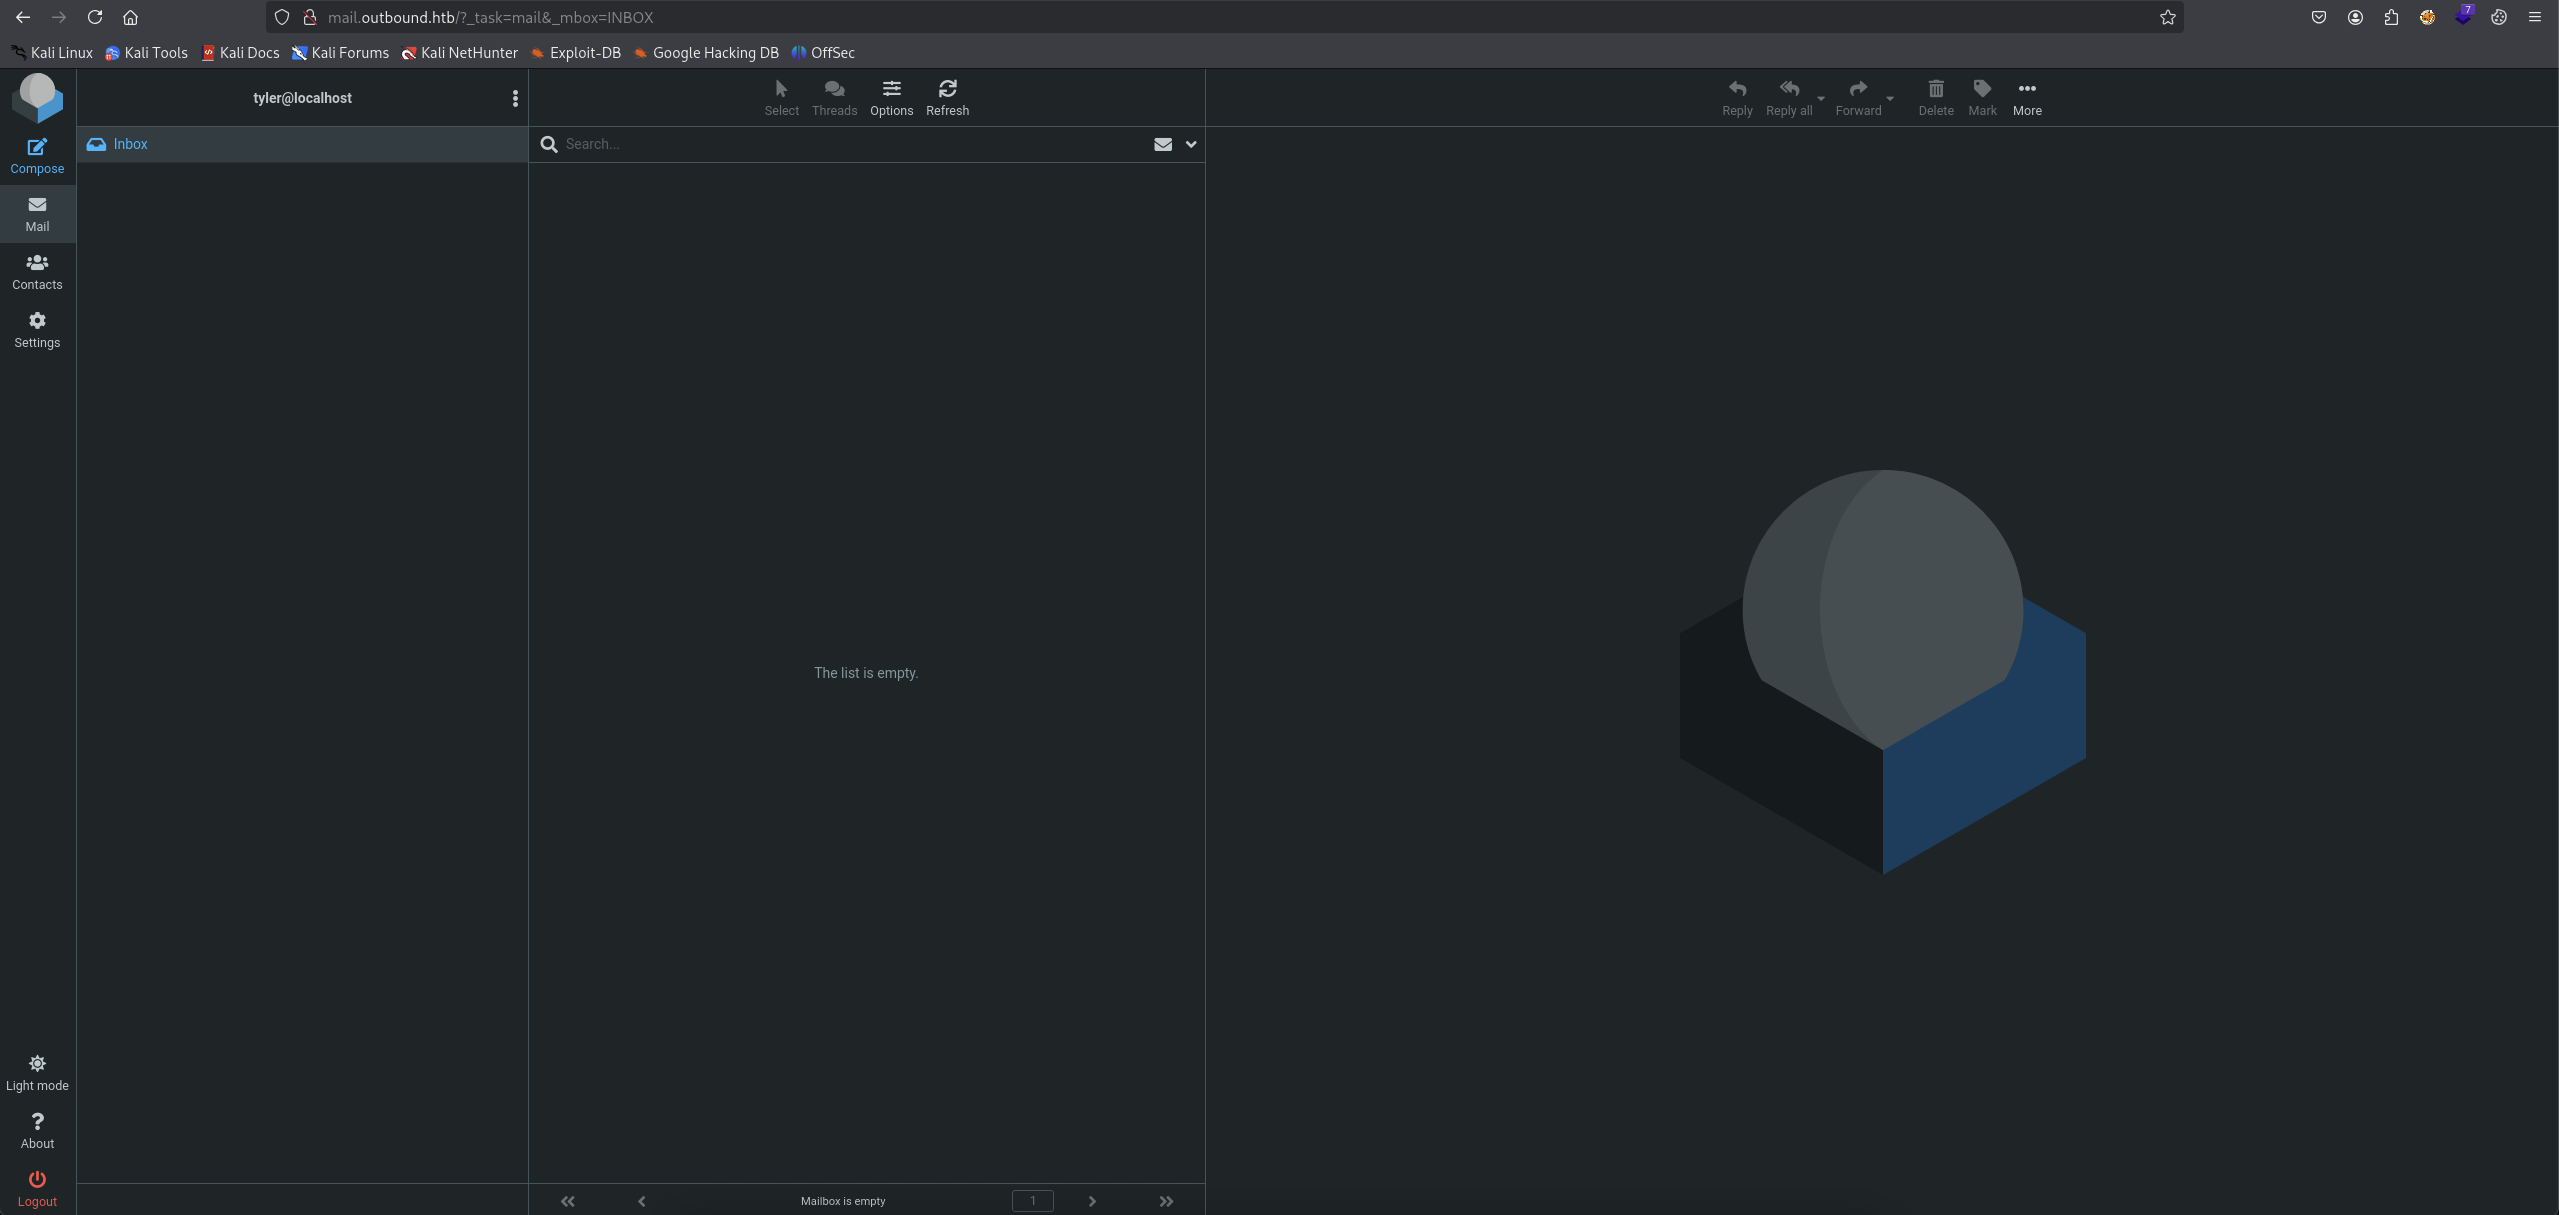 mail.outbound.htb/?_task=mail&_mbox=INBOX
7
Kali Linux Kali Tools Kali Docs Kali Forums Kali NetHunter Exploit-DB Google Hacking DB OffSec
tyler@localhost
Select Threads Options Refresh
Reply Reply all Forward Delete Mark More
Inbox
Search...
Compose
Mail
Contacts
Settings
The list is empty.
Light mode
About
Logout
Mailbox is empty
1